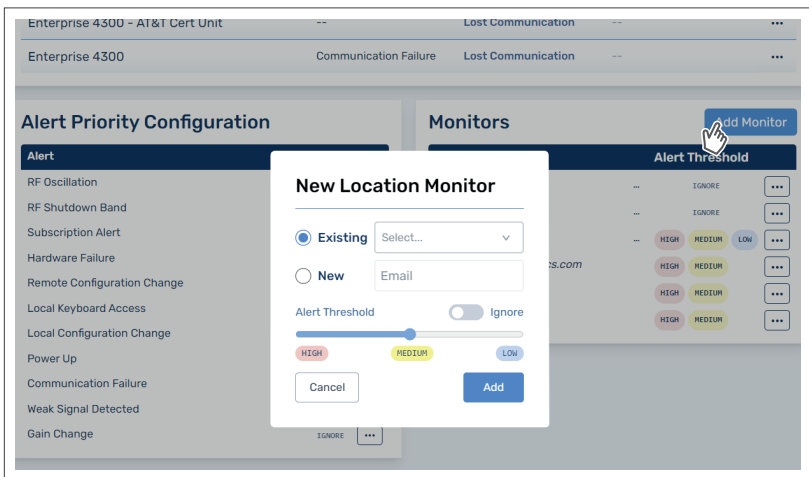 Enterprise 4300 - AT&T Cert Unit -- Lost Communication -- •••
Enterprise 4300 Communication Failure Lost Communication -- •••
Alert Priority Configuration
Alert
RF Oscillation
RF Shutdown Band
Subscription Alert
Hardware Failure
Remote Configuration Change
Local Keyboard Access
Local Configuration Change
Power Up
Communication Failure
Weak Signal Detected
Gain Change IGNORE •••
Monitors
Add Monitor
Alert Threshold
... IGNORE •••
... IGNORE •••
... HIGH MEDIUM LOW •••
cs.com HIGH MEDIUM •••
HIGH MEDIUM •••
HIGH MEDIUM •••
New Location Monitor
Existing Select...
New Email
Alert Threshold Ignore
HIGH MEDIUM LOW
Cancel Add